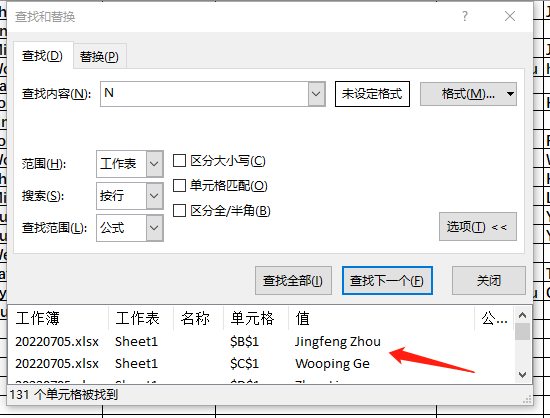 查找和替换
查找(D) 替换(P)
查找内容(N): N 未设定格式 格式(M)...
范围(H): 工作表 区分大小写(C)
搜索(S): 按行 单元格匹配(O)
查找范围(L): 公式 区分全/半角(B)
选项(T) <<
查找全部(I) 查找下一个(F) 关闭
工作簿 工作表 名称 单元格 值 公...
20220705.xlsx Sheet1 $B$1 Jingfeng Zhou
20220705.xlsx Sheet1 $C$1 Wooping Ge
131 个单元格被找到